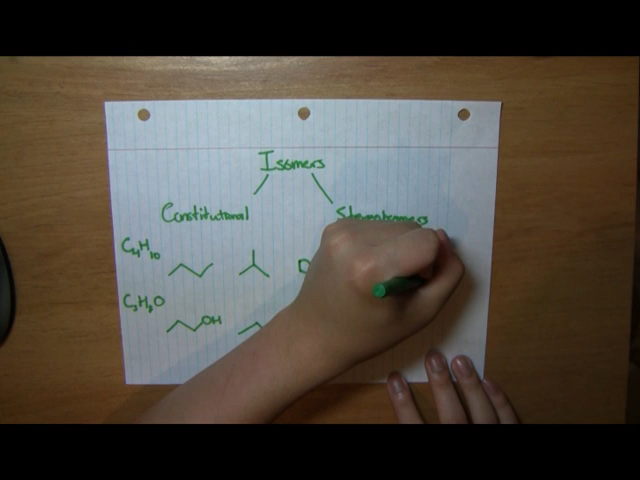 Isomers
Constitutional Stereoisomers
C₄H₁₀
D
C₃H₈O
OH